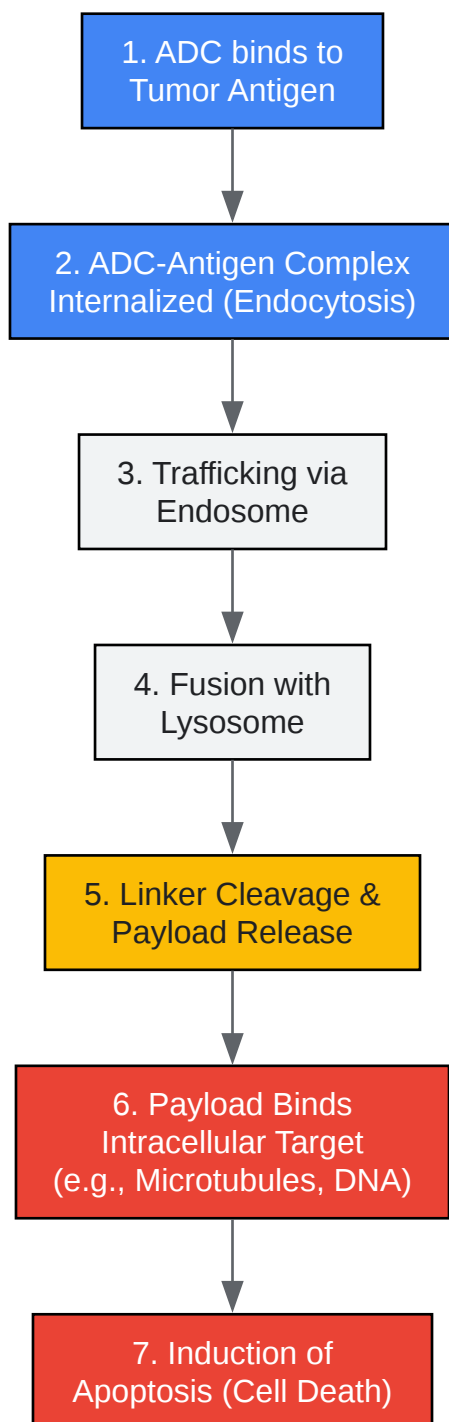 1. ADC binds to
Tumor Antigen
2. ADC-Antigen Complex
Internalized (Endocytosis)
3. Trafficking via
Endosome
4. Fusion with
Lysosome
5. Linker Cleavage &
Payload Release
6. Payload Binds
Intracellular Target
(e.g., Microtubules, DNA)
7. Induction of
Apoptosis (Cell Death)